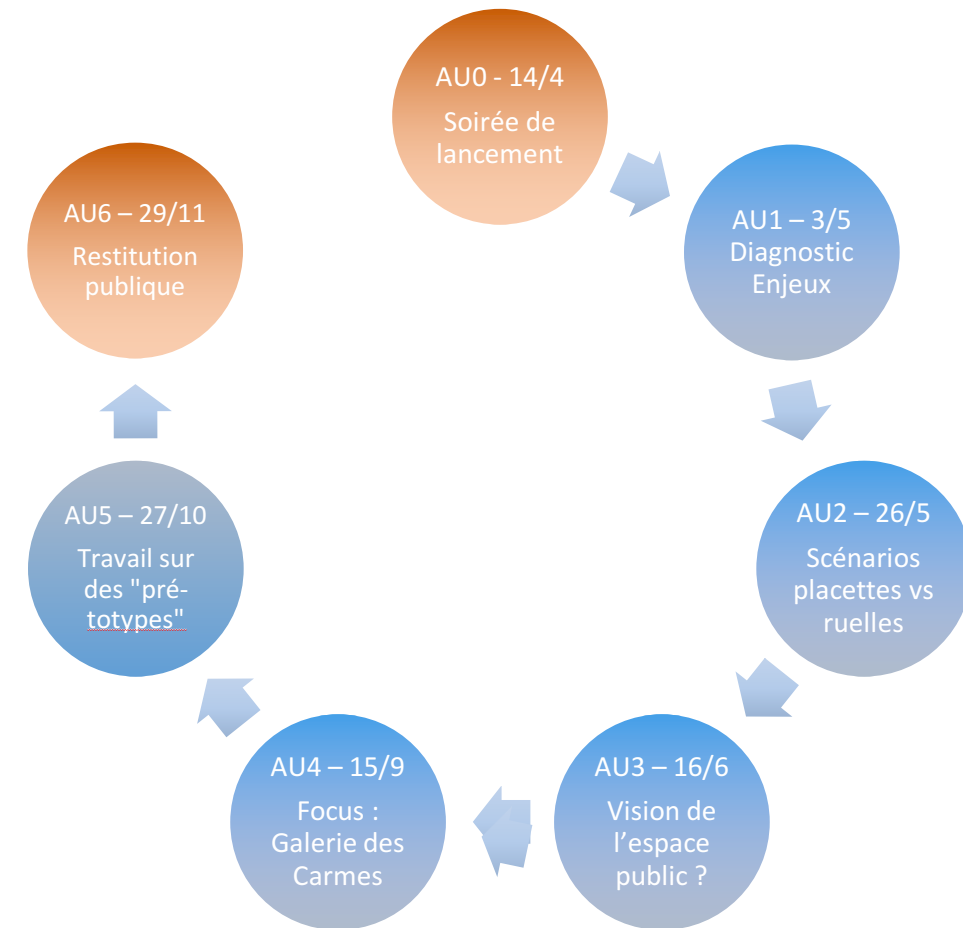 AU0 - 14/4
Soirée de
lancement
AU1 – 3/5
Diagnostic
Enjeux
AU2 – 26/5
Scénarios
placettes vs
ruelles
AU3 – 16/6
Vision de
l’espace
public ?
AU4 – 15/9
Focus :
Galerie des
Carmes
AU5 – 27/10
Travail sur
des "pré-
totypes"
AU6 – 29/11
Restitution
publique